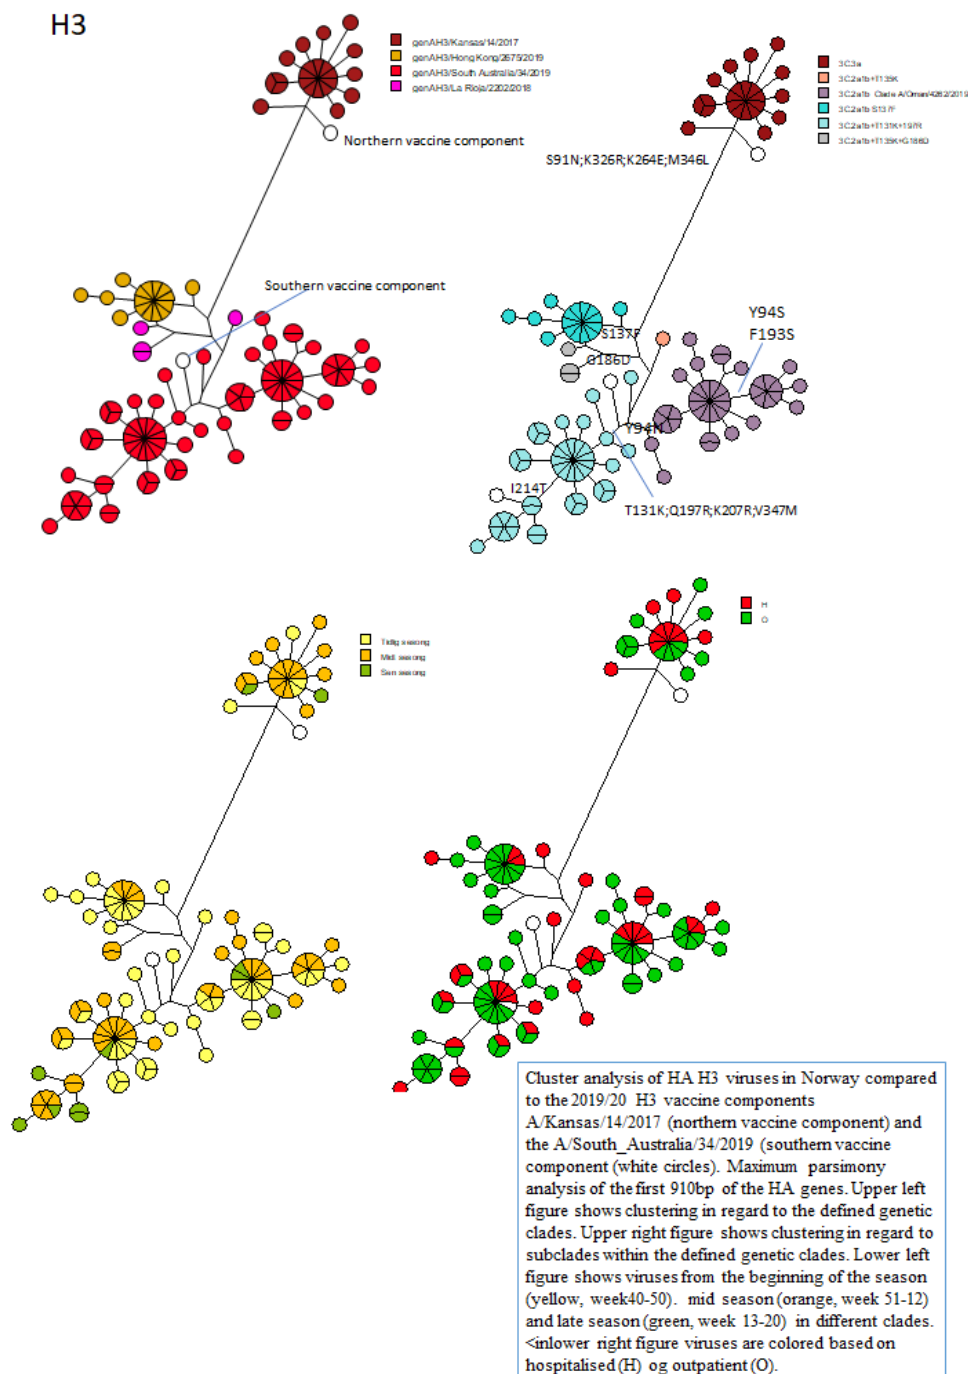 H3
genAH3/Kansas/14/2017
genAH3/Hong Kong/2675/2019
genAH3/South Australia/34/2019
genAH3/La Rioja/2202/2018
Northern vaccine component
Southern vaccine component
3C3a
3C2a1b+T135K
3C2a1b Clade A/Oman/4262/2019
3C2a1b S137F
3C2a1b+T131K+197R
3C2a1b+T135K+G186D
S91N;K326R;K264E;M346L
S137F
G186D
Y94S
F193S
Y94N
I214T
T131K;Q197R;K207R;V347M
Tidlig sesong
Midt sesong
Sen sesong
H
O
Cluster analysis of HA H3 viruses in Norway compared
to the 2019/20 H3 vaccine components
A/Kansas/14/2017 (northern vaccine component) and
the A/South_Australia/34/2019 (southern vaccine
component (white circles). Maximum parsimony
analysis of the first 910bp of the HA genes. Upper left
figure shows clustering in regard to the defined genetic
clades. Upper right figure shows clustering in regard to
subclades within the defined genetic clades. Lower left
figure shows viruses from the beginning of the season
(yellow, week40-50). mid season (orange, week 51-12)
and late season (green, week 13-20) in different clades.
<inlower right figure viruses are colored based on
hospitalised (H) og outpatient (O).